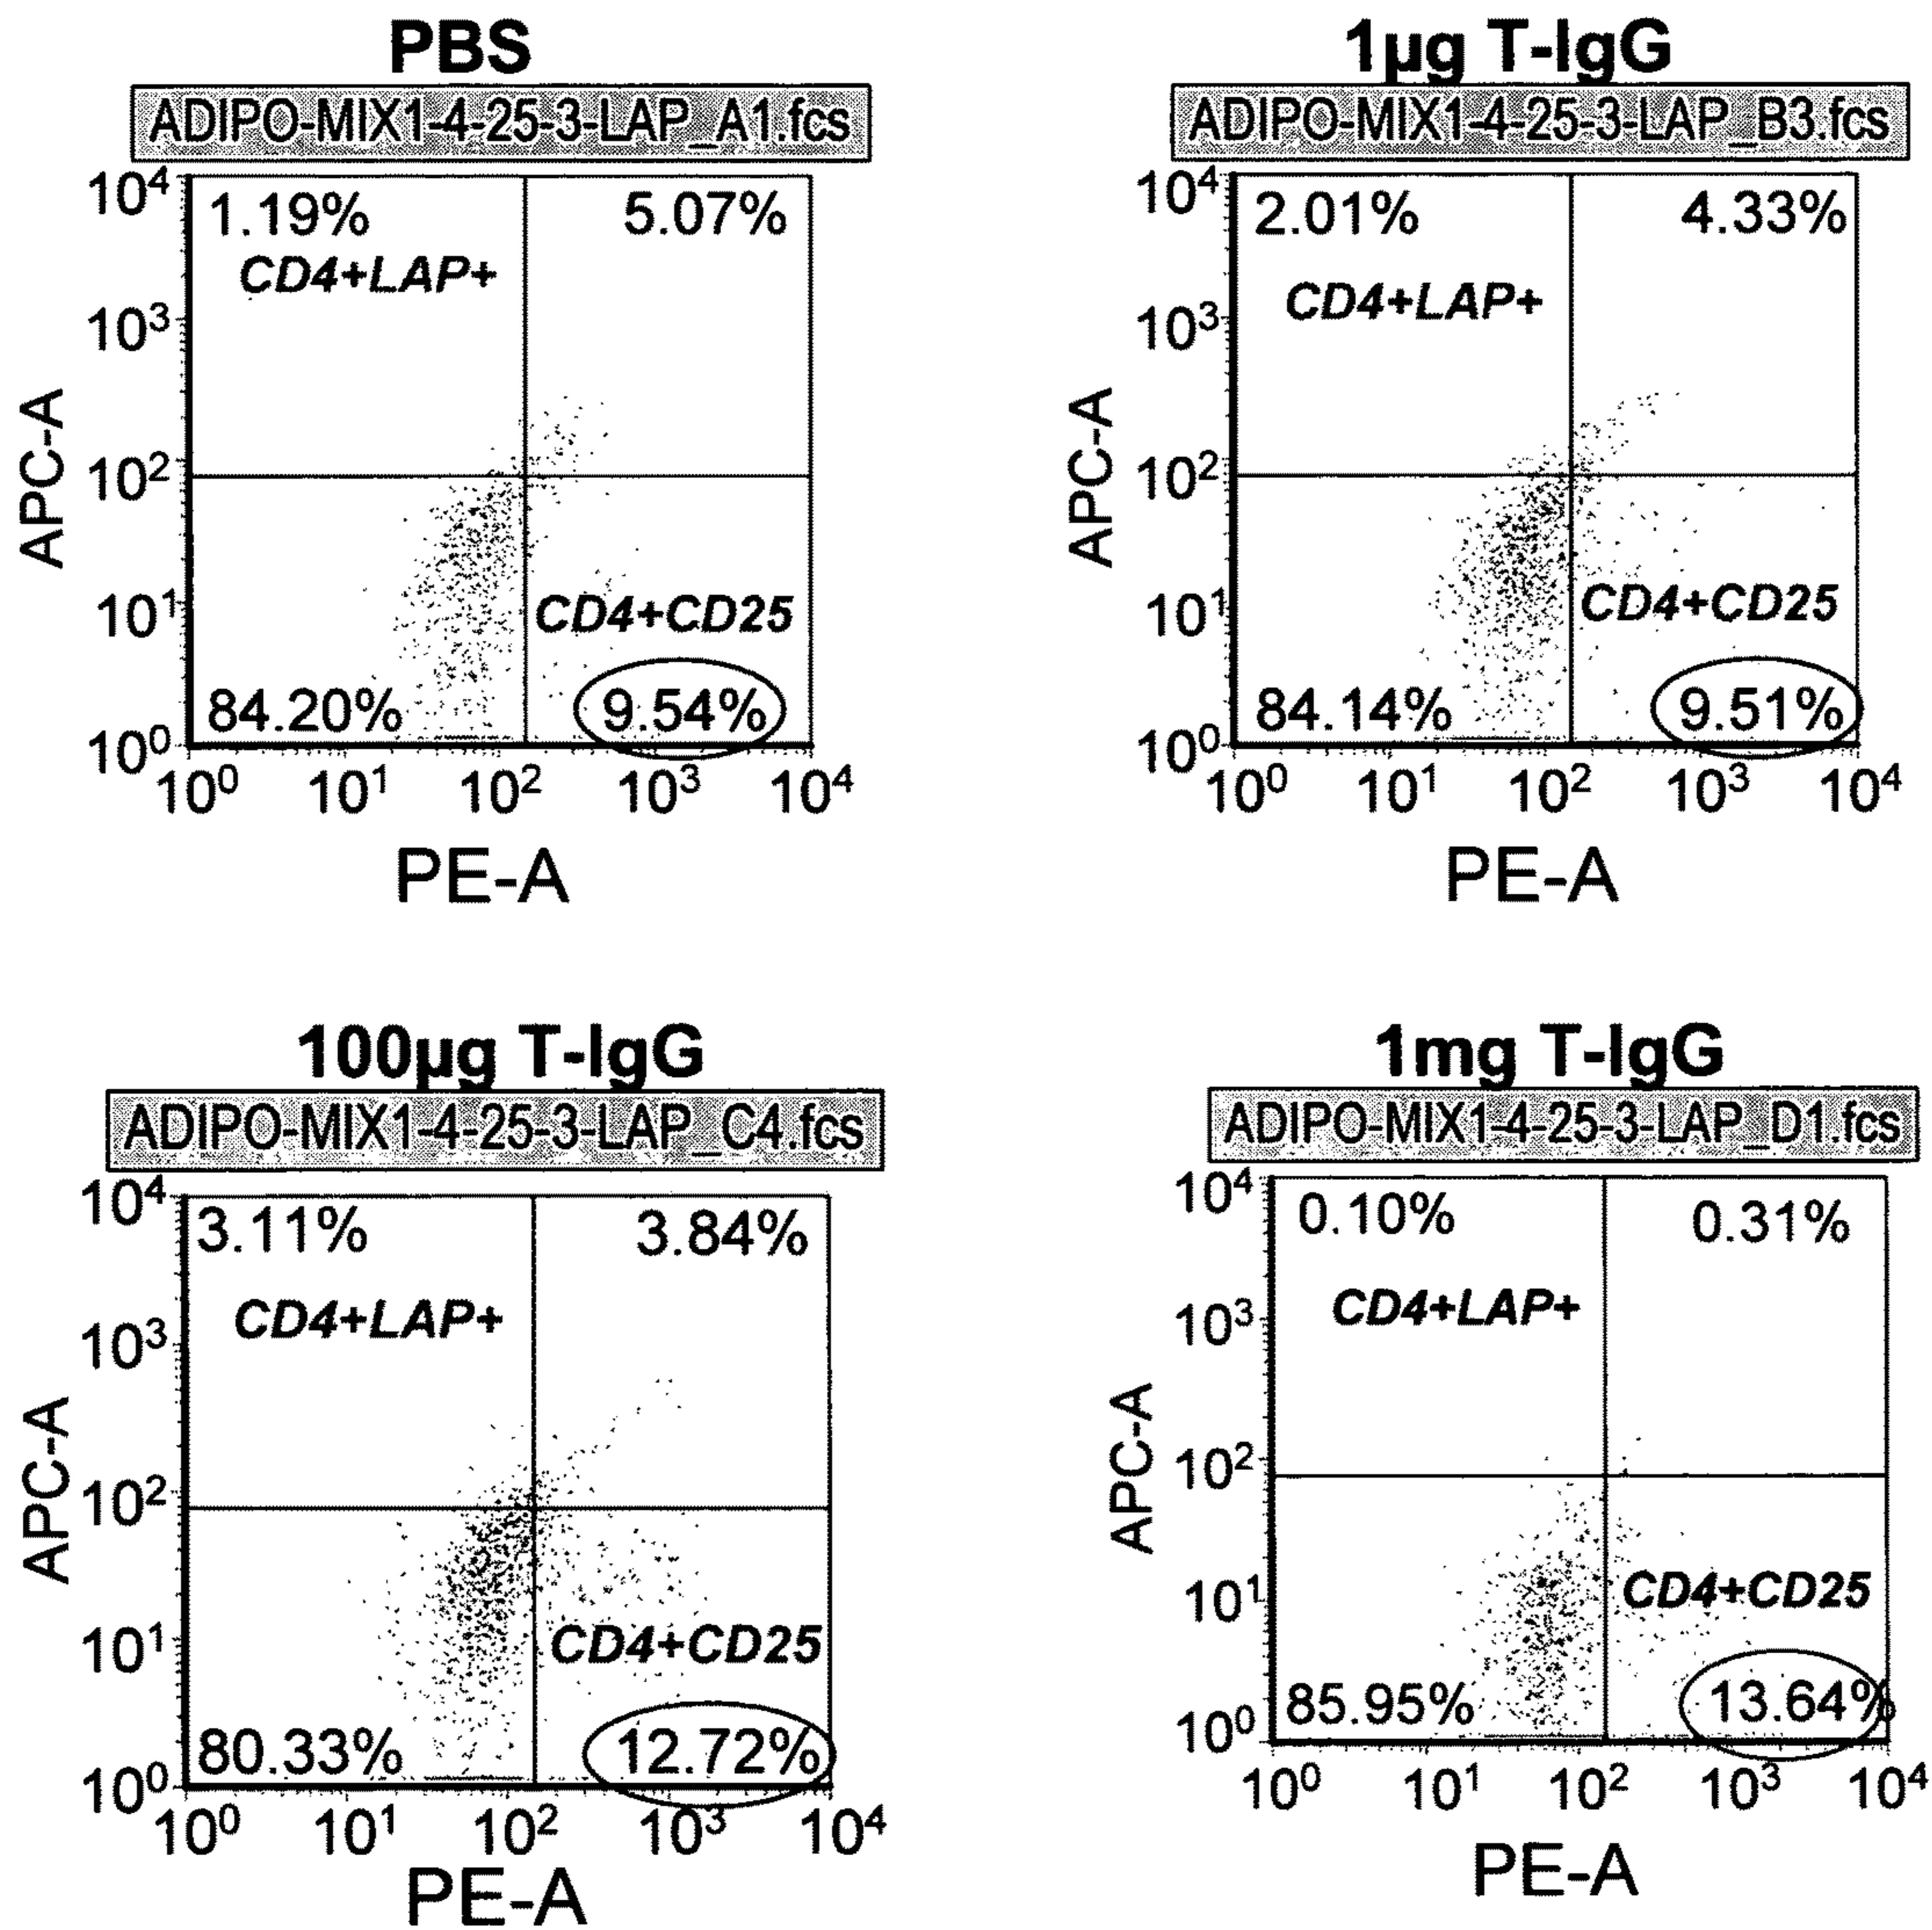 PBS
ADIPO-MIX1-4-25-3-LAP_A1.fcs
10⁴
1.19%
5.07%
CD4+LAP+
10³
APC-A
10²
10¹
CD4+CD25
84.20%
9.54%
10⁰
10⁰ 10¹ 10² 10³ 10⁴
PE-A
1µg T-IgG
ADIPO-MIX1-4-25-3-LAP_B3.fcs
10⁴
2.01%
4.33%
CD4+LAP+
10³
APC-A
10²
10¹
CD4+CD25
84.14%
9.51%
10⁰
10⁰ 10¹ 10² 10³ 10⁴
PE-A
100µg T-IgG
ADIPO-MIX1-4-25-3-LAP_C4.fcs
10⁴
3.11%
3.84%
CD4+LAP+
10³
APC-A
10²
10¹
CD4+CD25
80.33%
12.72%
10⁰
10⁰ 10¹ 10² 10³ 10⁴
PE-A
1mg T-IgG
ADIPO-MIX1-4-25-3-LAP_D1.fcs
10⁴
0.10%
0.31%
CD4+LAP+
10³
APC-A
10²
10¹
CD4+CD25
85.95%
13.64%
10⁰
10⁰ 10¹ 10² 10³ 10⁴
PE-A